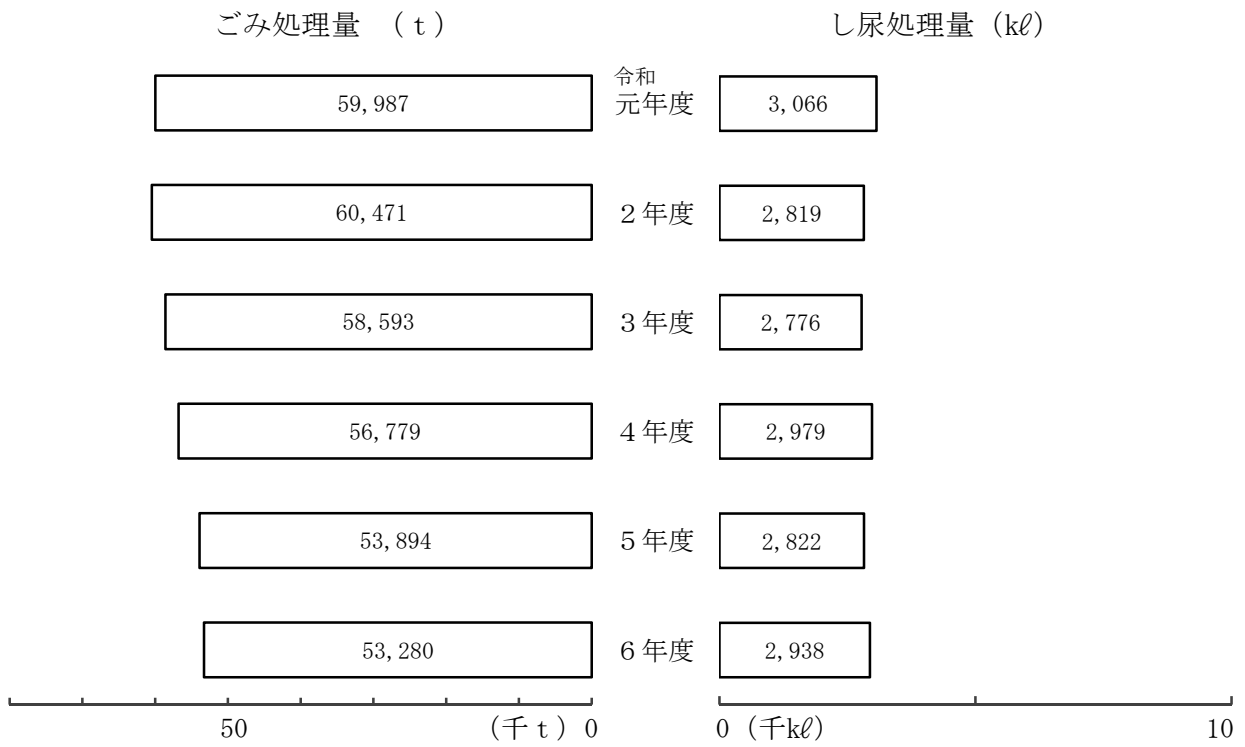 ごみ処理量 (ｔ)
し尿処理量 (kℓ)
59,987
令和
元年度
3,066
60,471
２年度
2,819
58,593
３年度
2,776
56,779
４年度
2,979
53,894
５年度
2,822
53,280
６年度
2,938
50
(千ｔ) 0
0 (千kℓ)
10